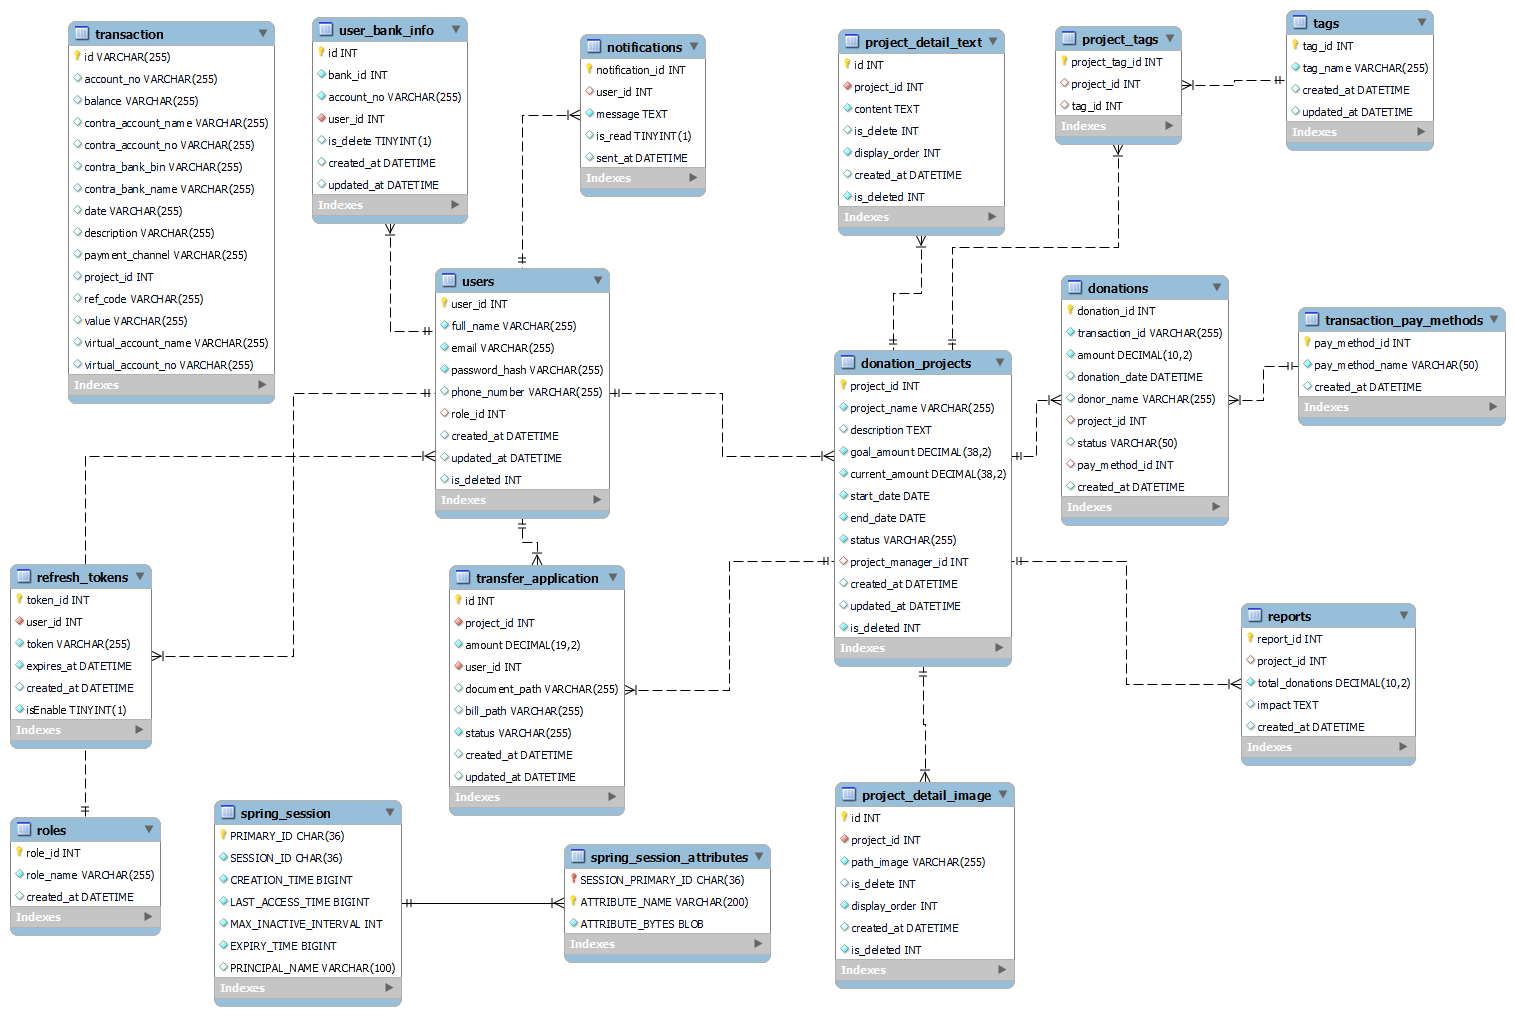 transaction
id VARCHAR(255)
account_no VARCHAR(255)
balance VARCHAR(255)
contra_account_name VARCHAR(255)
contra_account_no VARCHAR(255)
contra_bank_bin VARCHAR(255)
contra_bank_name VARCHAR(255)
date VARCHAR(255)
description VARCHAR(255)
payment_channel VARCHAR(255)
project_id INT
ref_code VARCHAR(255)
value VARCHAR(255)
virtual_account_name VARCHAR(255)
virtual_account_no VARCHAR(255)
Indexes
user_bank_info
id INT
bank_id INT
account_no VARCHAR(255)
user_id INT
is_delete TINYINT(1)
created_at DATETIME
updated_at DATETIME
Indexes
notifications
notification_id INT
user_id INT
message TEXT
is_read TINYINT(1)
sent_at DATETIME
Indexes
project_detail_text
id INT
project_id INT
content TEXT
is_delete INT
display_order INT
created_at DATETIME
is_deleted INT
Indexes
project_tags
project_tag_id INT
project_id INT
tag_id INT
Indexes
tags
tag_id INT
tag_name VARCHAR(255)
created_at DATETIME
updated_at DATETIME
Indexes
users
user_id INT
full_name VARCHAR(255)
email VARCHAR(255)
password_hash VARCHAR(255)
phone_number VARCHAR(255)
role_id INT
created_at DATETIME
updated_at DATETIME
is_deleted INT
Indexes
donation_projects
project_id INT
project_name VARCHAR(255)
description TEXT
goal_amount DECIMAL(38,2)
current_amount DECIMAL(38,2)
start_date DATE
end_date DATE
status VARCHAR(255)
project_manager_id INT
created_at DATETIME
updated_at DATETIME
is_deleted INT
Indexes
donations
donation_id INT
transaction_id VARCHAR(255)
amount DECIMAL(10,2)
donation_date DATETIME
donor_name VARCHAR(255)
project_id INT
status VARCHAR(50)
pay_method_id INT
created_at DATETIME
Indexes
transaction_pay_methods
pay_method_id INT
pay_method_name VARCHAR(50)
created_at DATETIME
Indexes
refresh_tokens
token_id INT
user_id INT
token VARCHAR(255)
expires_at DATETIME
created_at DATETIME
isEnable TINYINT(1)
Indexes
transfer_application
id INT
project_id INT
amount DECIMAL(19,2)
user_id INT
document_path VARCHAR(255)
bill_path VARCHAR(255)
status VARCHAR(255)
created_at DATETIME
updated_at DATETIME
Indexes
reports
report_id INT
project_id INT
total_donations DECIMAL(10,2)
impact TEXT
created_at DATETIME
Indexes
roles
role_id INT
role_name VARCHAR(255)
created_at DATETIME
Indexes
spring_session
PRIMARY_ID CHAR(36)
SESSION_ID CHAR(36)
CREATION_TIME BIGINT
LAST_ACCESS_TIME BIGINT
MAX_INACTIVE_INTERVAL INT
EXPIRY_TIME BIGINT
PRINCIPAL_NAME VARCHAR(100)
Indexes
spring_session_attributes
SESSION_PRIMARY_ID CHAR(36)
ATTRIBUTE_NAME VARCHAR(200)
ATTRIBUTE_BYTES BLOB
Indexes
project_detail_image
id INT
project_id INT
path_image VARCHAR(255)
is_delete INT
display_order INT
created_at DATETIME
is_deleted INT
Indexes